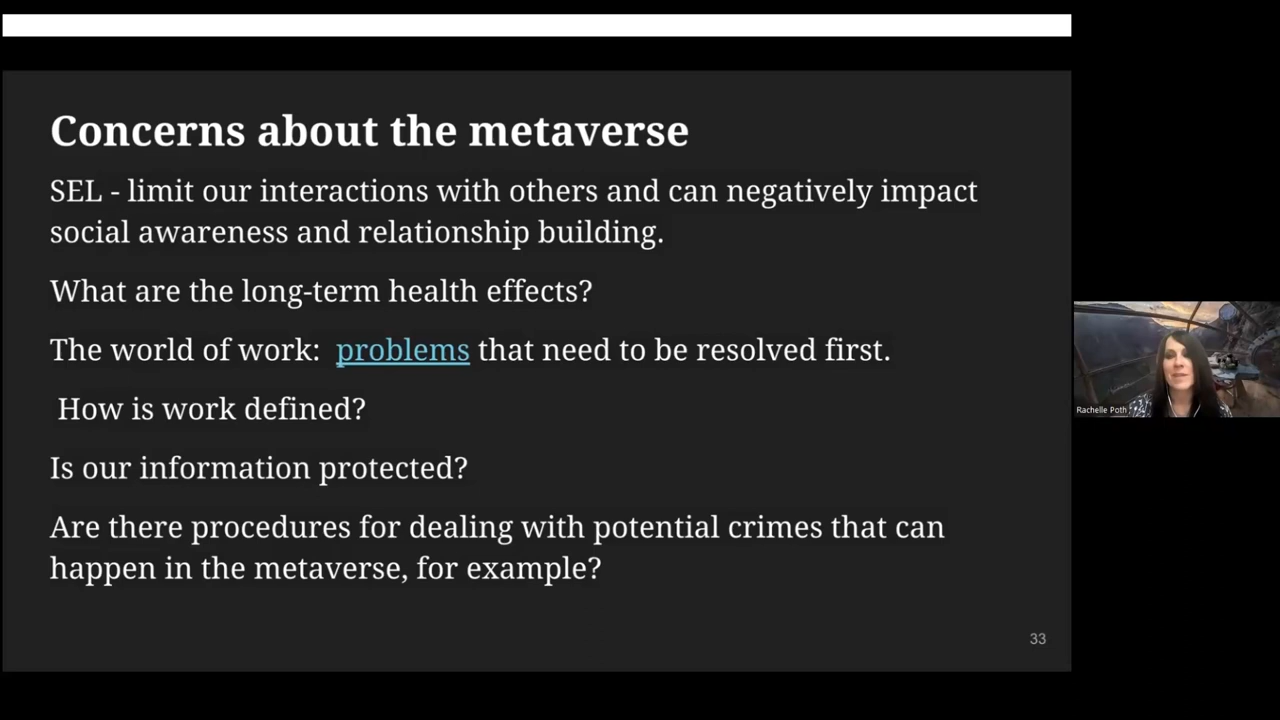 Concerns about the metaverse
SEL - limit our interactions with others and can negatively impact
social awareness and relationship building.
What are the long-term health effects?
The world of work: problems that need to be resolved first.
How is work defined?
Is our information protected?
Are there procedures for dealing with potential crimes that can
happen in the metaverse, for example?
33
Rachelle Poth